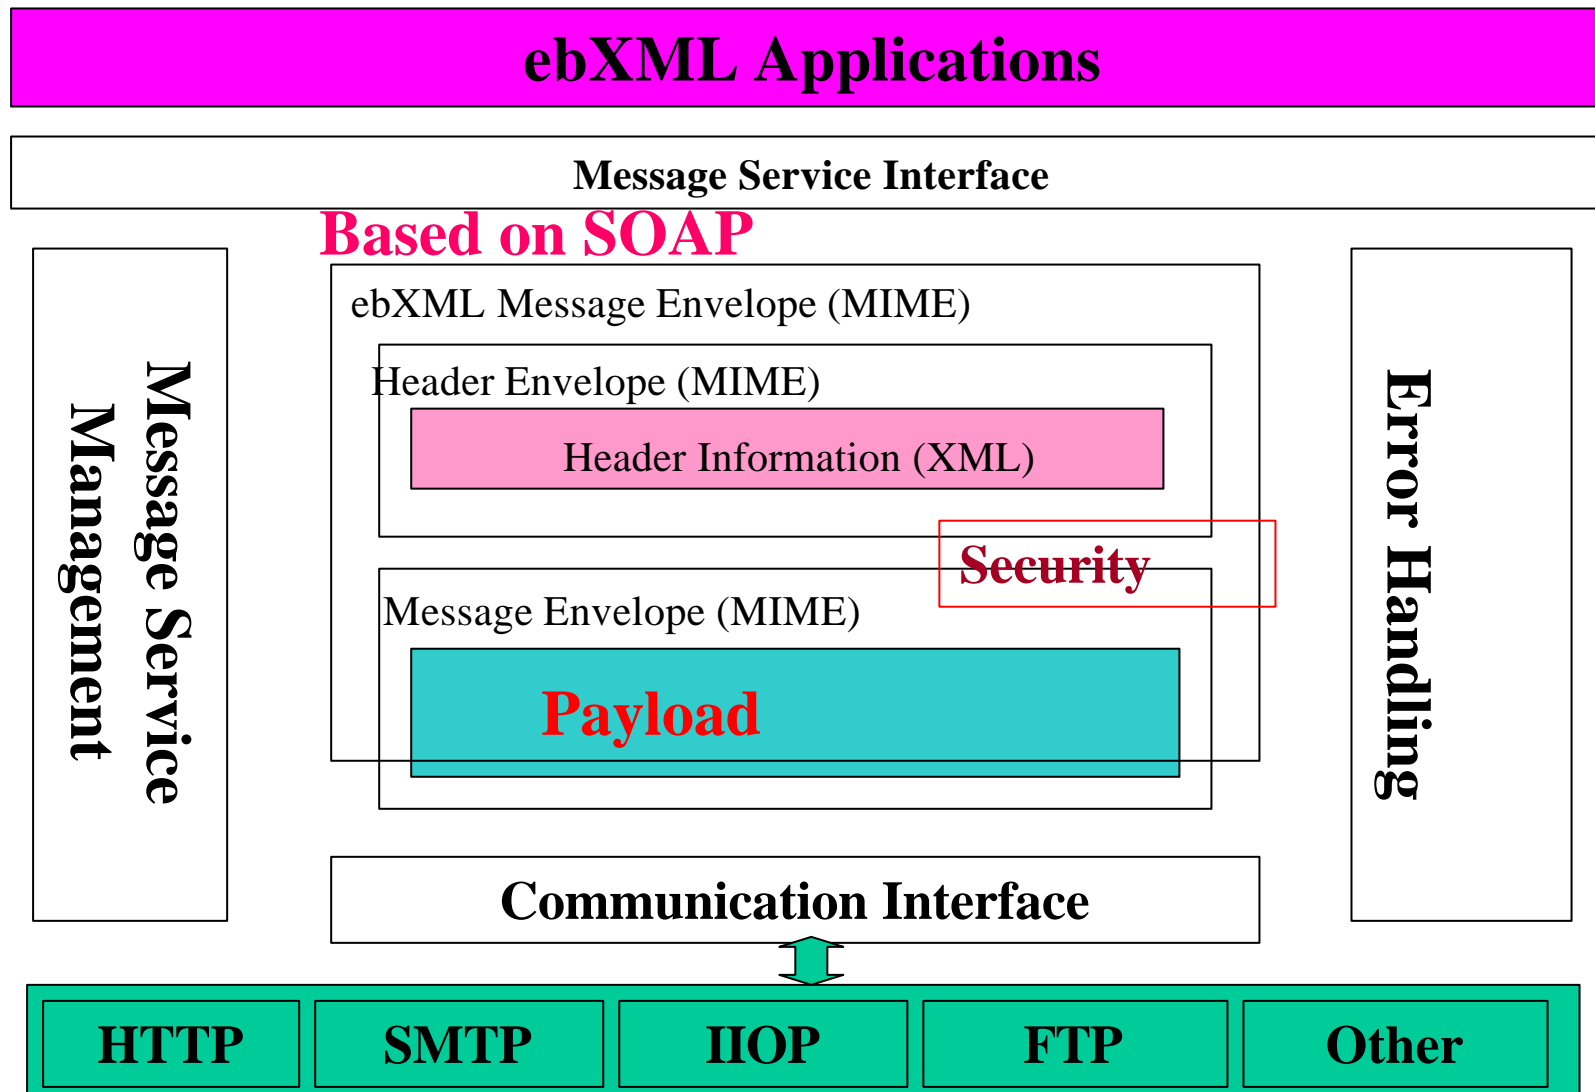 ebXML Applications
Message Service Interface
Based on SOAP
ebXML Message Envelope (MIME)
Header Envelope (MIME)
Header Information (XML)
Security
Message Envelope (MIME)
Payload
Message Service
Management
Error Handling
Communication Interface
HTTP
SMTP
IIOP
FTP
Other